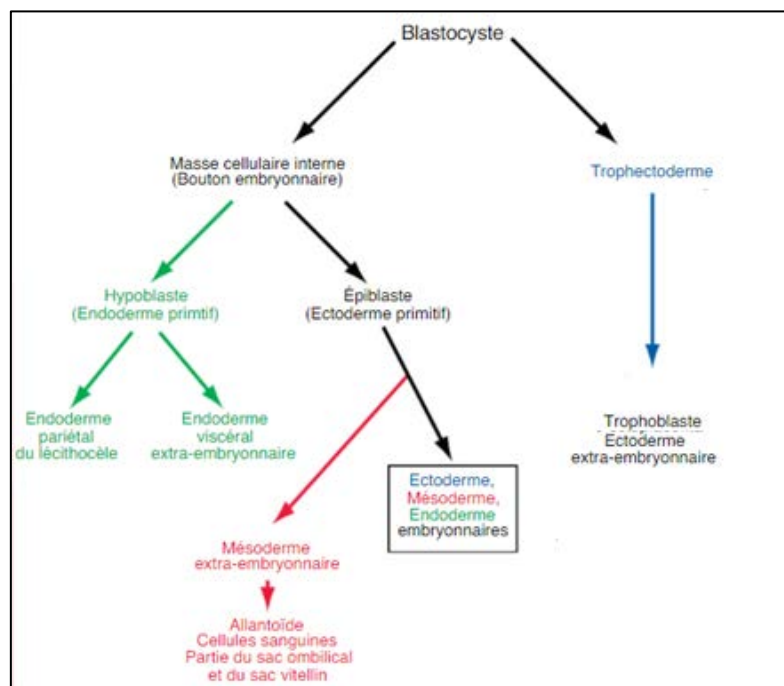 Blastocyste
Masse cellulaire interne
(Bouton embryonnaire)
Trophectoderme
Hypoblaste
(Endoderme primtif)
Épiblaste
(Ectoderme primitif)
Endoderme
pariétal
du lécithocèle
Endoderme
viscéral
extra-embryonnaire
Trophoblaste
Ectoderme
extra-embryonnaire
Ectoderme,
Mésoderme,
Endoderme
embryonnaires
Mésoderme
extra-embryonnaire
Allantoïde
Cellules sanguines
Partie du sac ombilical
et du sac vitellin